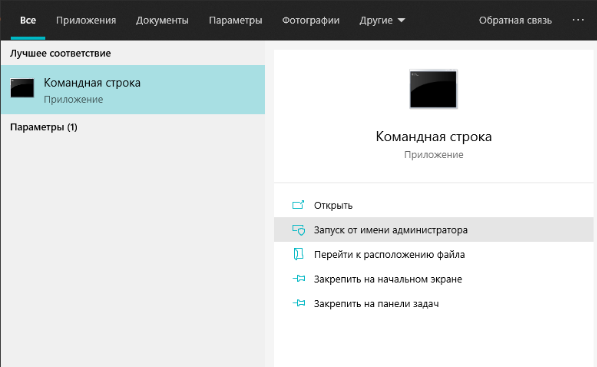 Все Приложения Документы Параметры Фотографии Другие Обратная связь ...
Лучшее соответствие
Командная строка
Приложение
Параметры (1)
Командная строка
Приложение
Открыть
Запуск от имени администратора
Перейти к расположению файла
Закрепить на начальном экране
Закрепить на панели задач